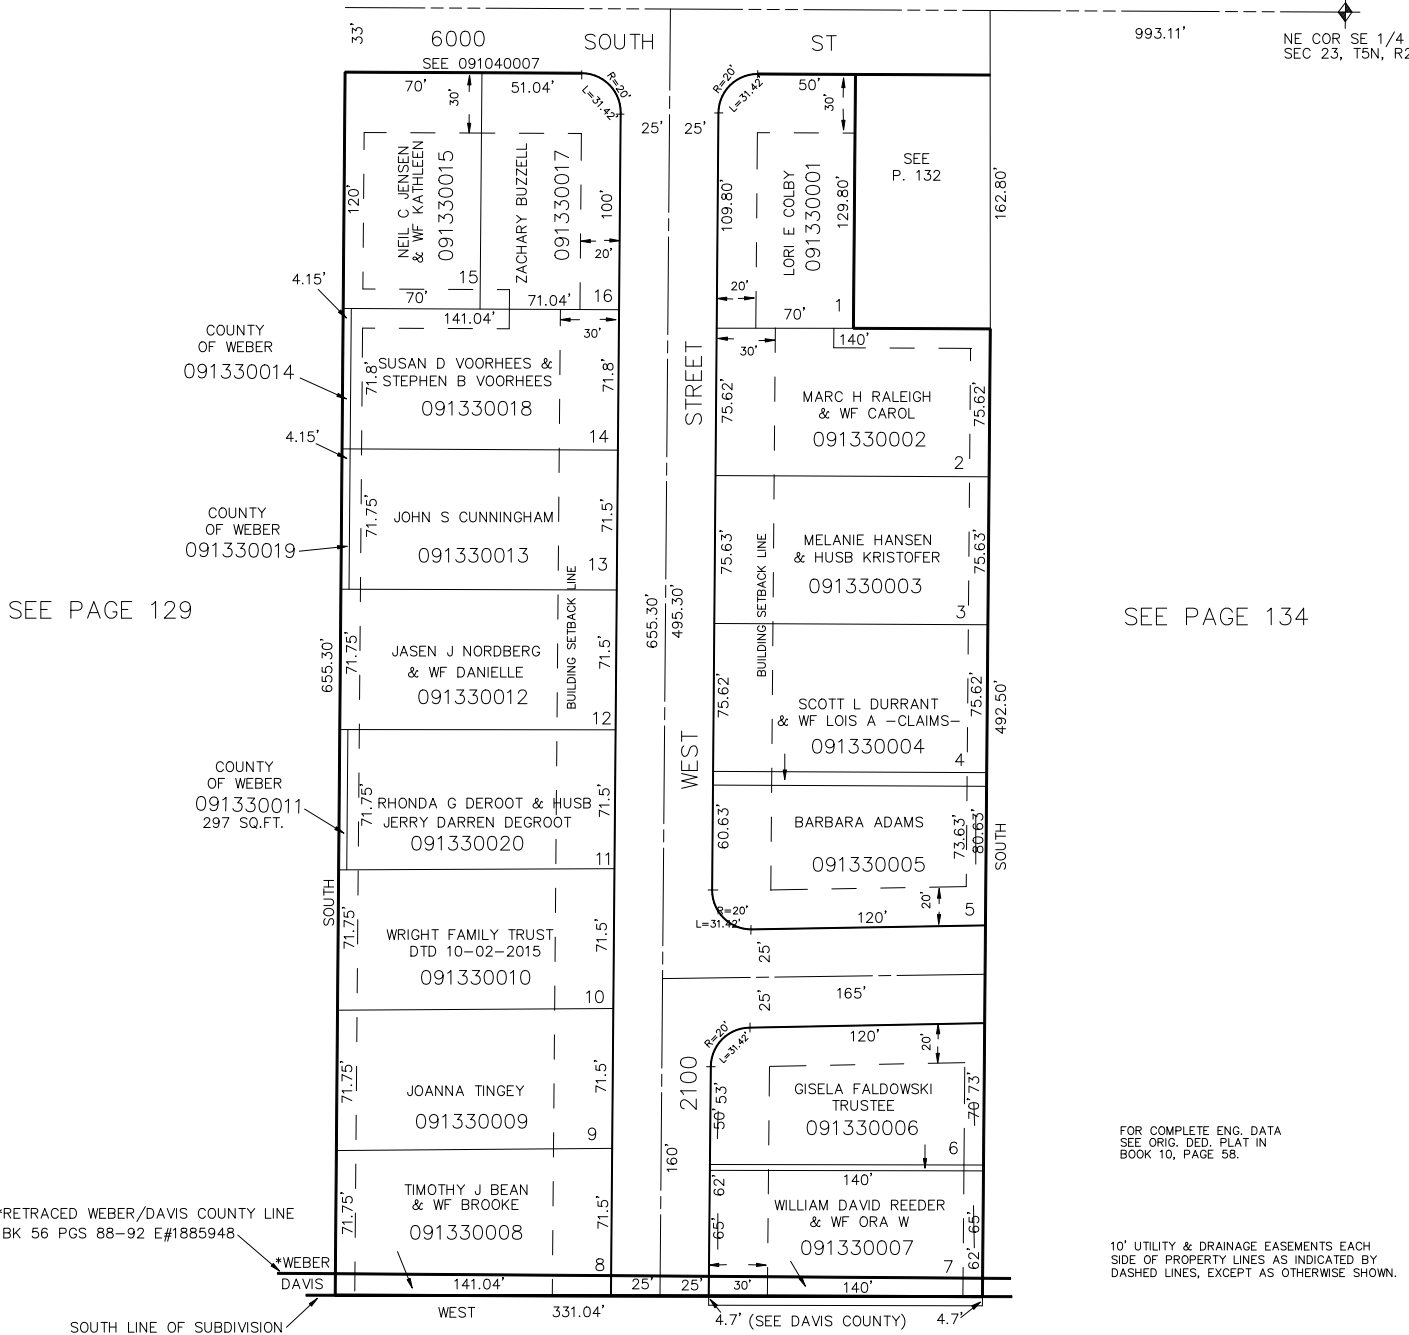 33'
6000 SOUTH ST
993.11'
NE COR SE 1/4
SEC 23, T5N, R2
SEE 091040007
70'
51.04'
30'
R=20'
L=31.42'
25'
25'
R=20'
L=31.42'
50'
30'
120'
NEIL C JENSEN
& WF KATHLEEN
091330015
15
70'
ZACHARY BUZZELL
091330017
100'
20'
71.04'
16
109.80'
LORI E COLBY
091330001
129.80'
20'
70'
1
SEE
P. 132
162.80'
4.15'
COUNTY
OF WEBER
091330014
141.04'
30'
71.8'
SUSAN D VOORHEES &
STEPHEN B VOORHEES
091330018
71.8'
14
STREET
30'
140'
75.62'
MARC H RALEIGH
& WF CAROL
091330002
75.62'
2
4.15'
COUNTY
OF WEBER
091330019
71.75'
JOHN S CUNNINGHAM
091330013
71.5'
13
75.63'
MELANIE HANSEN
& HUSB KRISTOFER
091330003
75.63'
3
SEE PAGE 129
SEE PAGE 134
BUILDING SETBACK LINE
BUILDING SETBACK LINE
655.30'
655.30'
495.30'
71.75'
JASEN J NORDBERG
& WF DANIELLE
091330012
71.5'
12
75.62'
SCOTT L DURRANT
& WF LOIS A -CLAIMS-
091330004
75.62'
4
492.50'
WEST
COUNTY
OF WEBER
091330011
297 SQ.FT.
71.75'
RHONDA G DEROOT & HUSB
JERRY DARREN DEGROOT
091330020
71.5'
11
60.63'
BARBARA ADAMS
091330005
73.63'
80.63'
SOUTH
20'
5
R=20'
L=31.42'
120'
SOUTH
71.75'
WRIGHT FAMILY TRUST
DTD 10-02-2015
091330010
71.5'
10
25'
25'
165'
71.75'
JOANNA TINGEY
091330009
71.5'
9
2100
R=20'
L=31.42'
120'
20'
50'
53'
GISELA FALDOWSKI
TRUSTEE
091330006
70'
73'
6
FOR COMPLETE ENG. DATA
SEE ORIG. DED. PLAT IN
BOOK 10, PAGE 58.
160'
140'
71.75'
TIMOTHY J BEAN
& WF BROOKE
091330008
71.5'
8
62'
65'
WILLIAM DAVID REEDER
& WF ORA W
091330007
65'
62'
7
*RETRACED WEBER/DAVIS COUNTY LINE
BK 56 PGS 88-92 E#1885948
10' UTILITY & DRAINAGE EASEMENTS EACH
SIDE OF PROPERTY LINES AS INDICATED BY
DASHED LINES, EXCEPT AS OTHERWISE SHOWN.
*WEBER
DAVIS
141.04'
25'
25'
30'
140'
WEST
331.04'
4.7' (SEE DAVIS COUNTY) 4.7'
SOUTH LINE OF SUBDIVISION